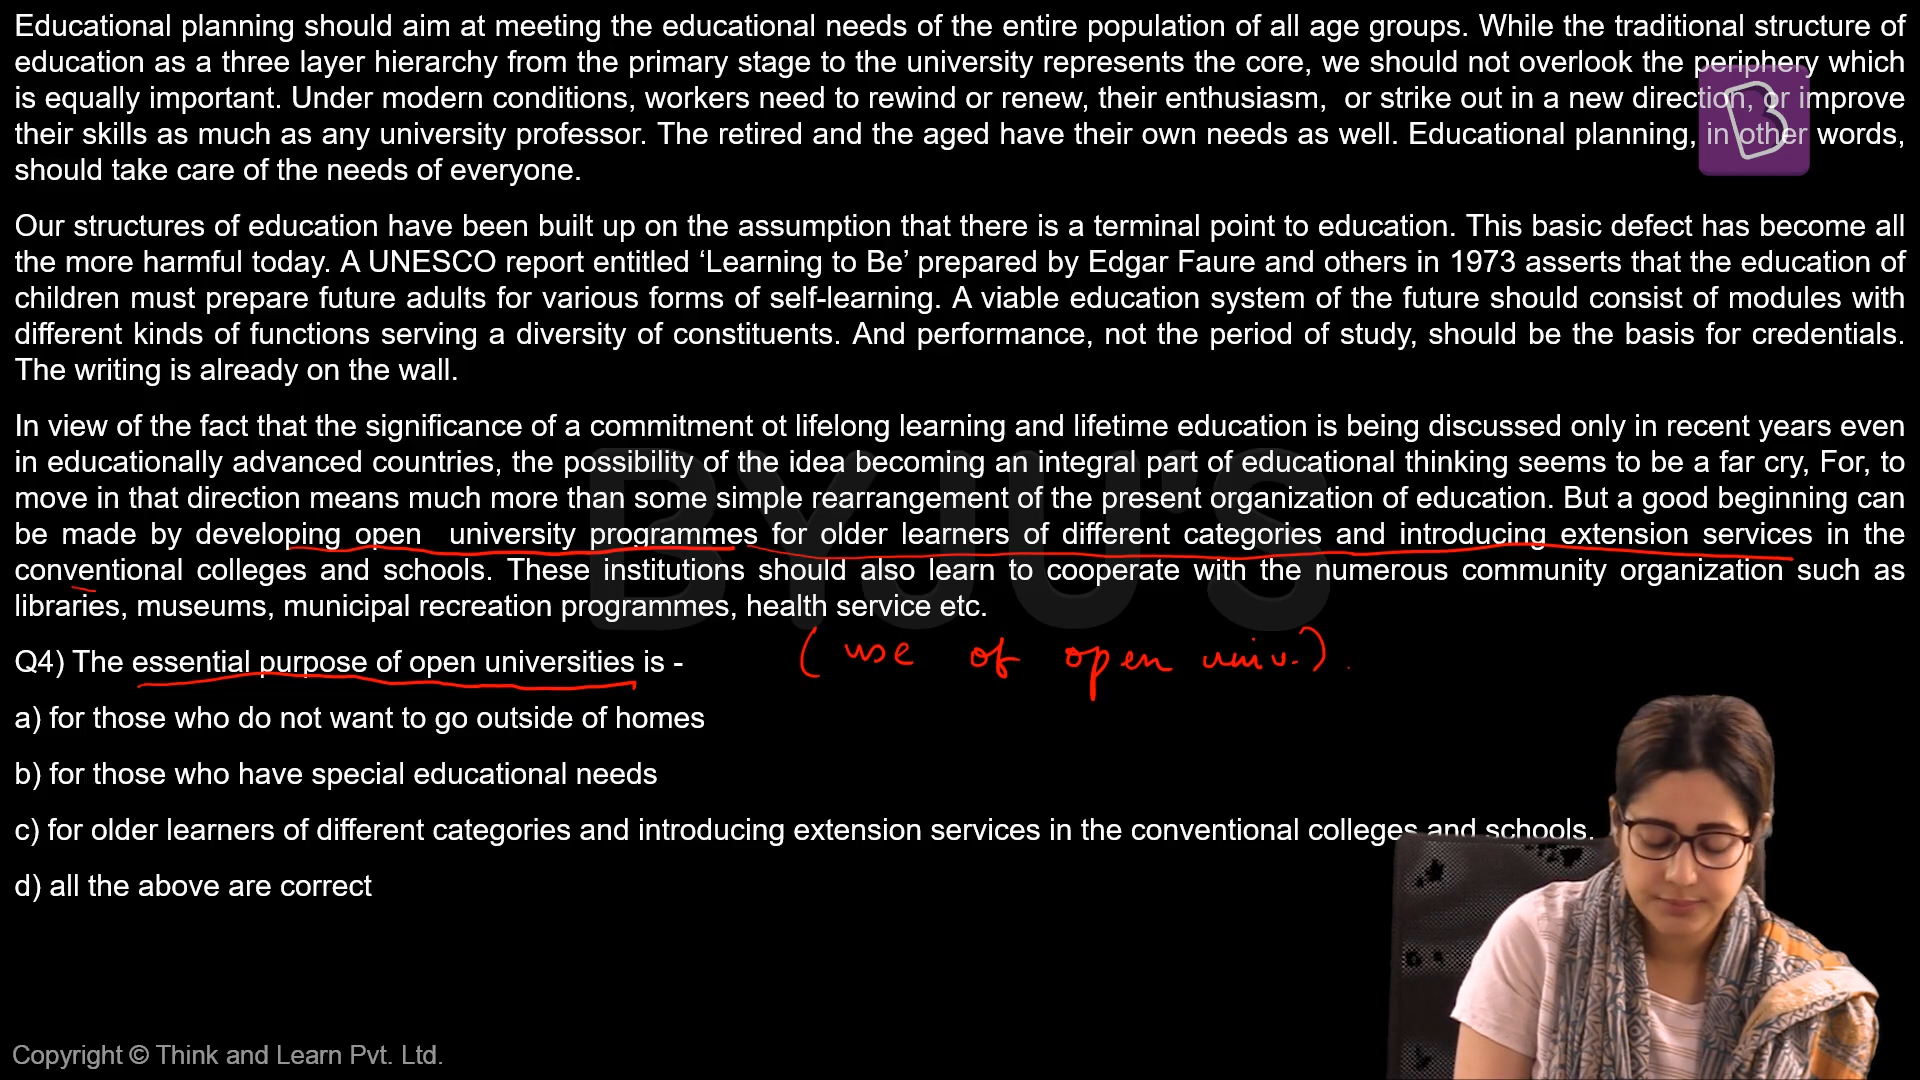 Educational planning should aim at meeting the educational needs of the entire population of all age groups. While the traditional structure of
education as a three layer hierarchy from the primary stage to the university represents the core, we should not overlook the periphery which
is equally important. Under modern conditions, workers need to rewind or renew, their enthusiasm, or strike out in a new direction, or improve
their skills as much as any university professor. The retired and the aged have their own needs as well. Educational planning, in other words,
should take care of the needs of everyone.
Our structures of education have been built up on the assumption that there is a terminal point to education. This basic defect has become all
the more harmful today. A UNESCO report entitled ‘Learning to Be’ prepared by Edgar Faure and others in 1973 asserts that the education of
children must prepare future adults for various forms of self-learning. A viable education system of the future should consist of modules with
different kinds of functions serving a diversity of constituents. And performance, not the period of study, should be the basis for credentials.
The writing is already on the wall.
In view of the fact that the significance of a commitment ot lifelong learning and lifetime education is being discussed only in recent years even
in educationally advanced countries, the possibility of the idea becoming an integral part of educational thinking seems to be a far cry, For, to
move in that direction means much more than some simple rearrangement of the present organization of education. But a good beginning can
be made by developing open university programmes for older learners of different categories and introducing extension services in the
conventional colleges and schools. These institutions should also learn to cooperate with the numerous community organization such as
libraries, museums, municipal recreation programmes, health service etc.
BYJU'S
Q4) The essential purpose of open universities is -
(use of open univ.).
a) for those who do not want to go outside of homes
b) for those who have special educational needs
c) for older learners of different categories and introducing extension services in the conventional colleges and schools.
d) all the above are correct
Copyright © Think and Learn Pvt. Ltd.